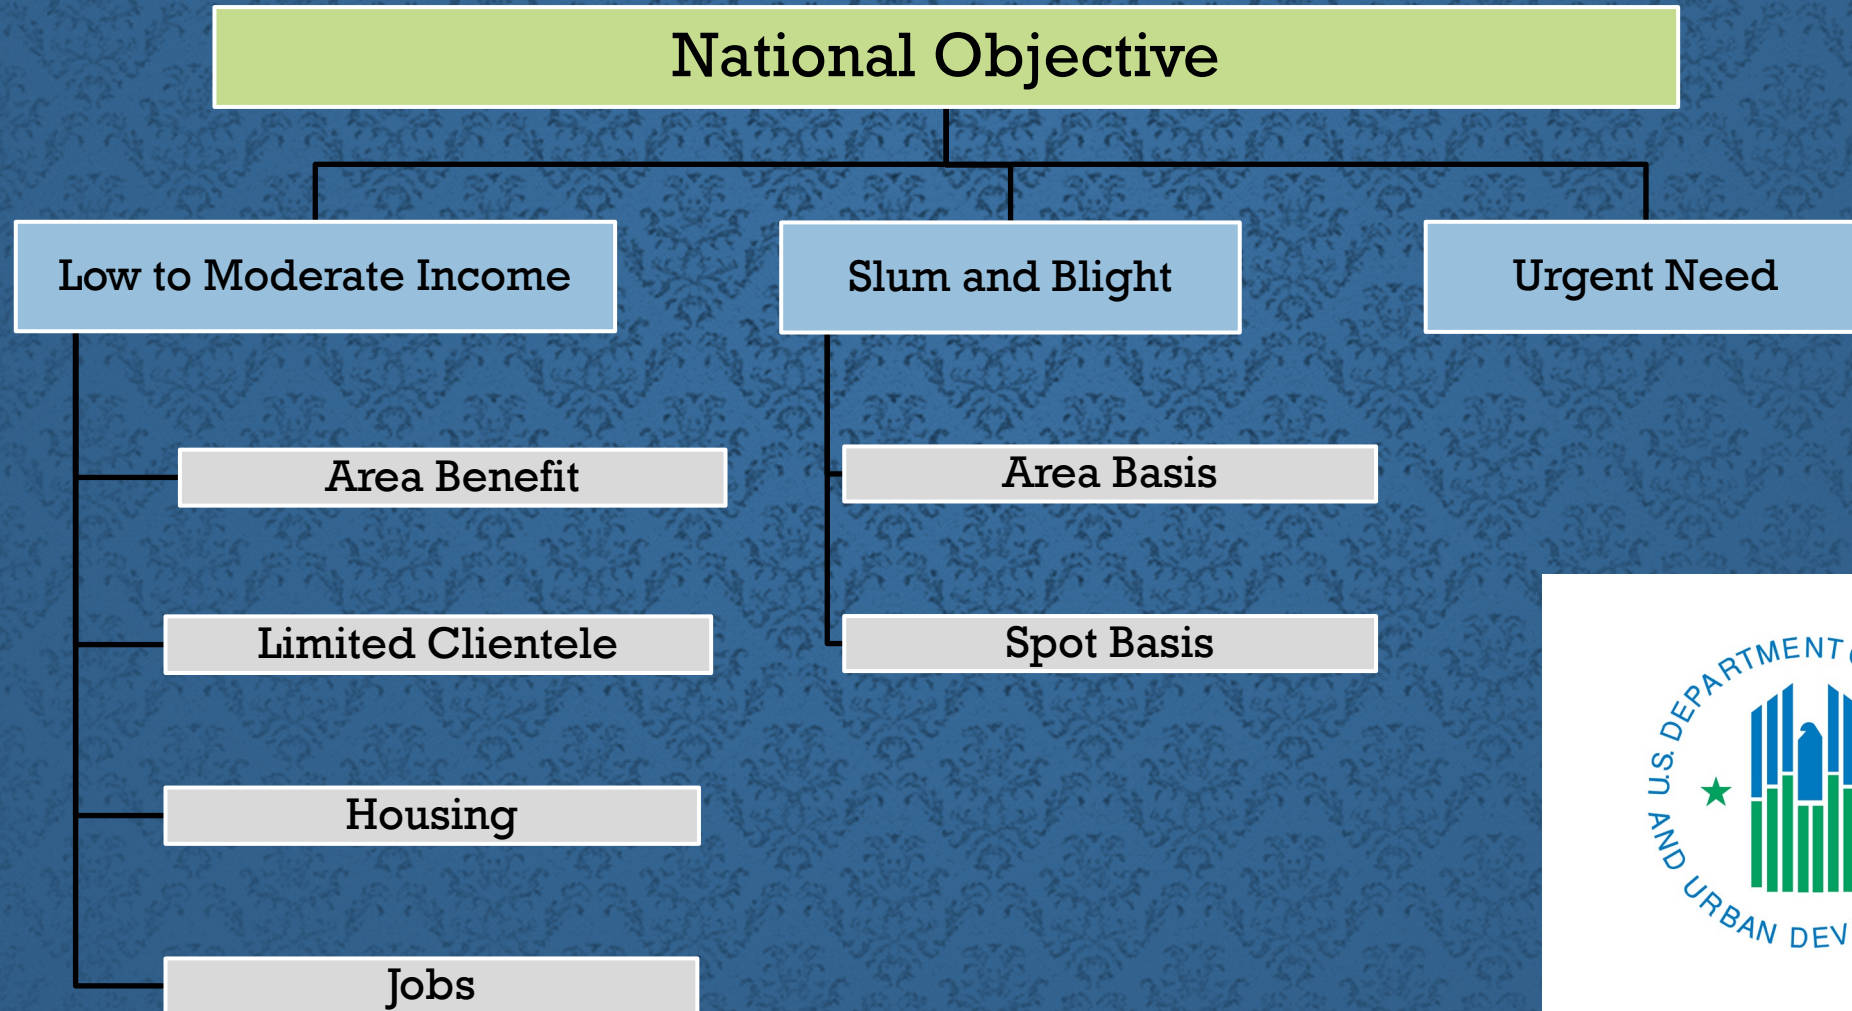 National Objective
Low to Moderate Income
Slum and Blight
Urgent Need
Area Benefit
Area Basis
Limited Clientele
Spot Basis
Housing
Jobs
U.S. DEPARTMENT
AND URBAN